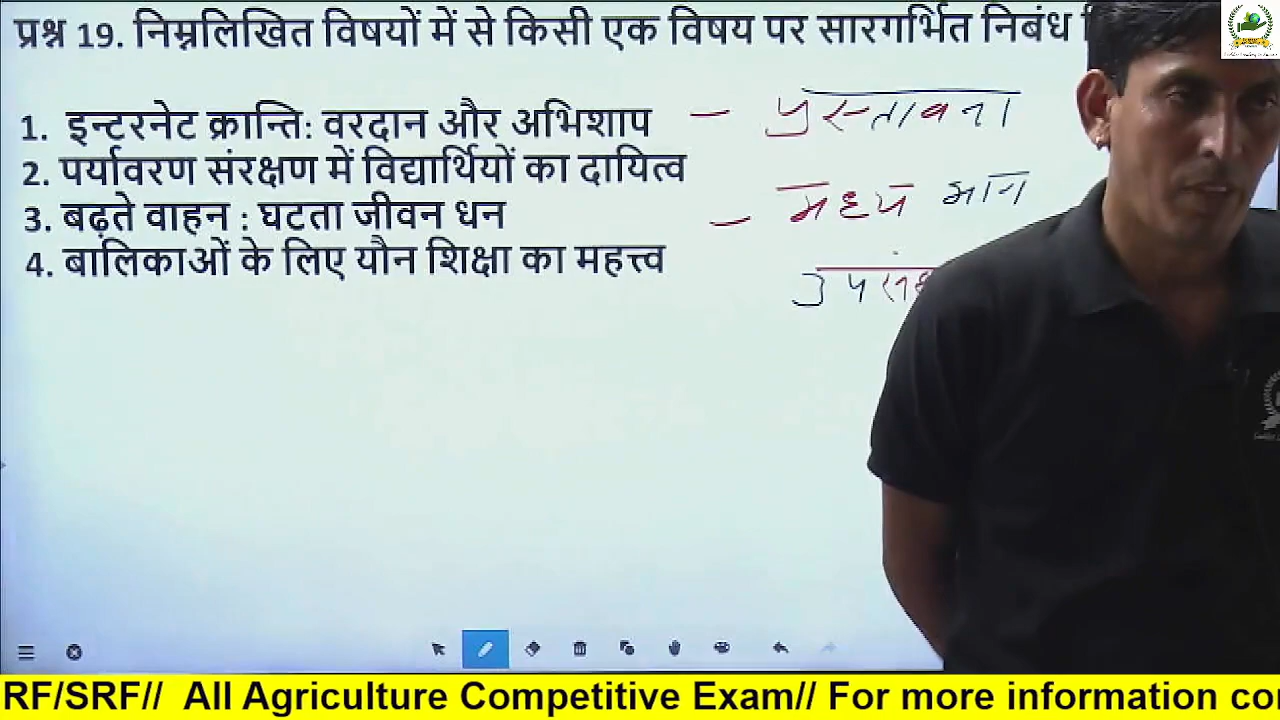 प्रश्न 19. निम्नलिखित विषयों में से किसी एक विषय पर सारगर्भित निबंध
1. इन्टरनेट क्रान्ति: वरदान और अभिशाप
2. पर्यावरण संरक्षण में विद्यार्थियों का दायित्व
3. बढ़ते वाहन : घटता जीवन धन
4. बालिकाओं के लिए यौन शिक्षा का महत्त्व
- प्रस्तावना
- मध्य भाग
RF/SRF// All Agriculture Competitive Exam// For more information co